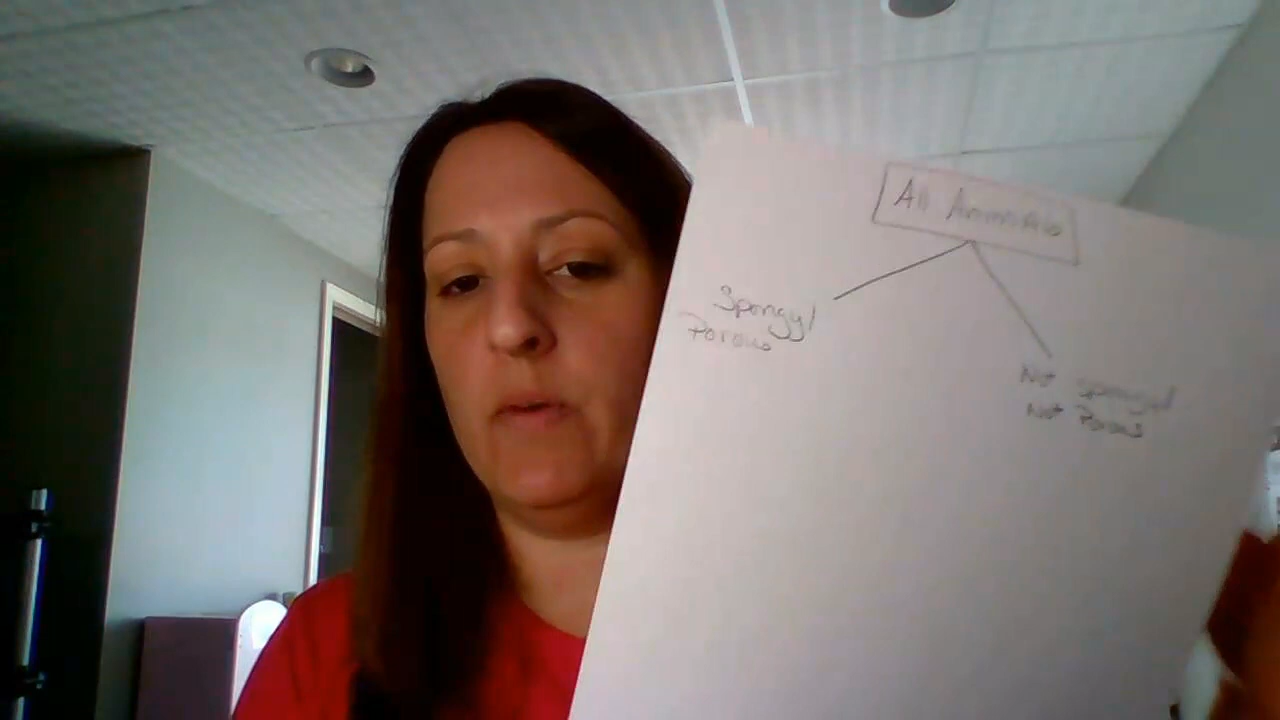 All Animals
Spongy/
Porous
Not Spongy/
Not Porous